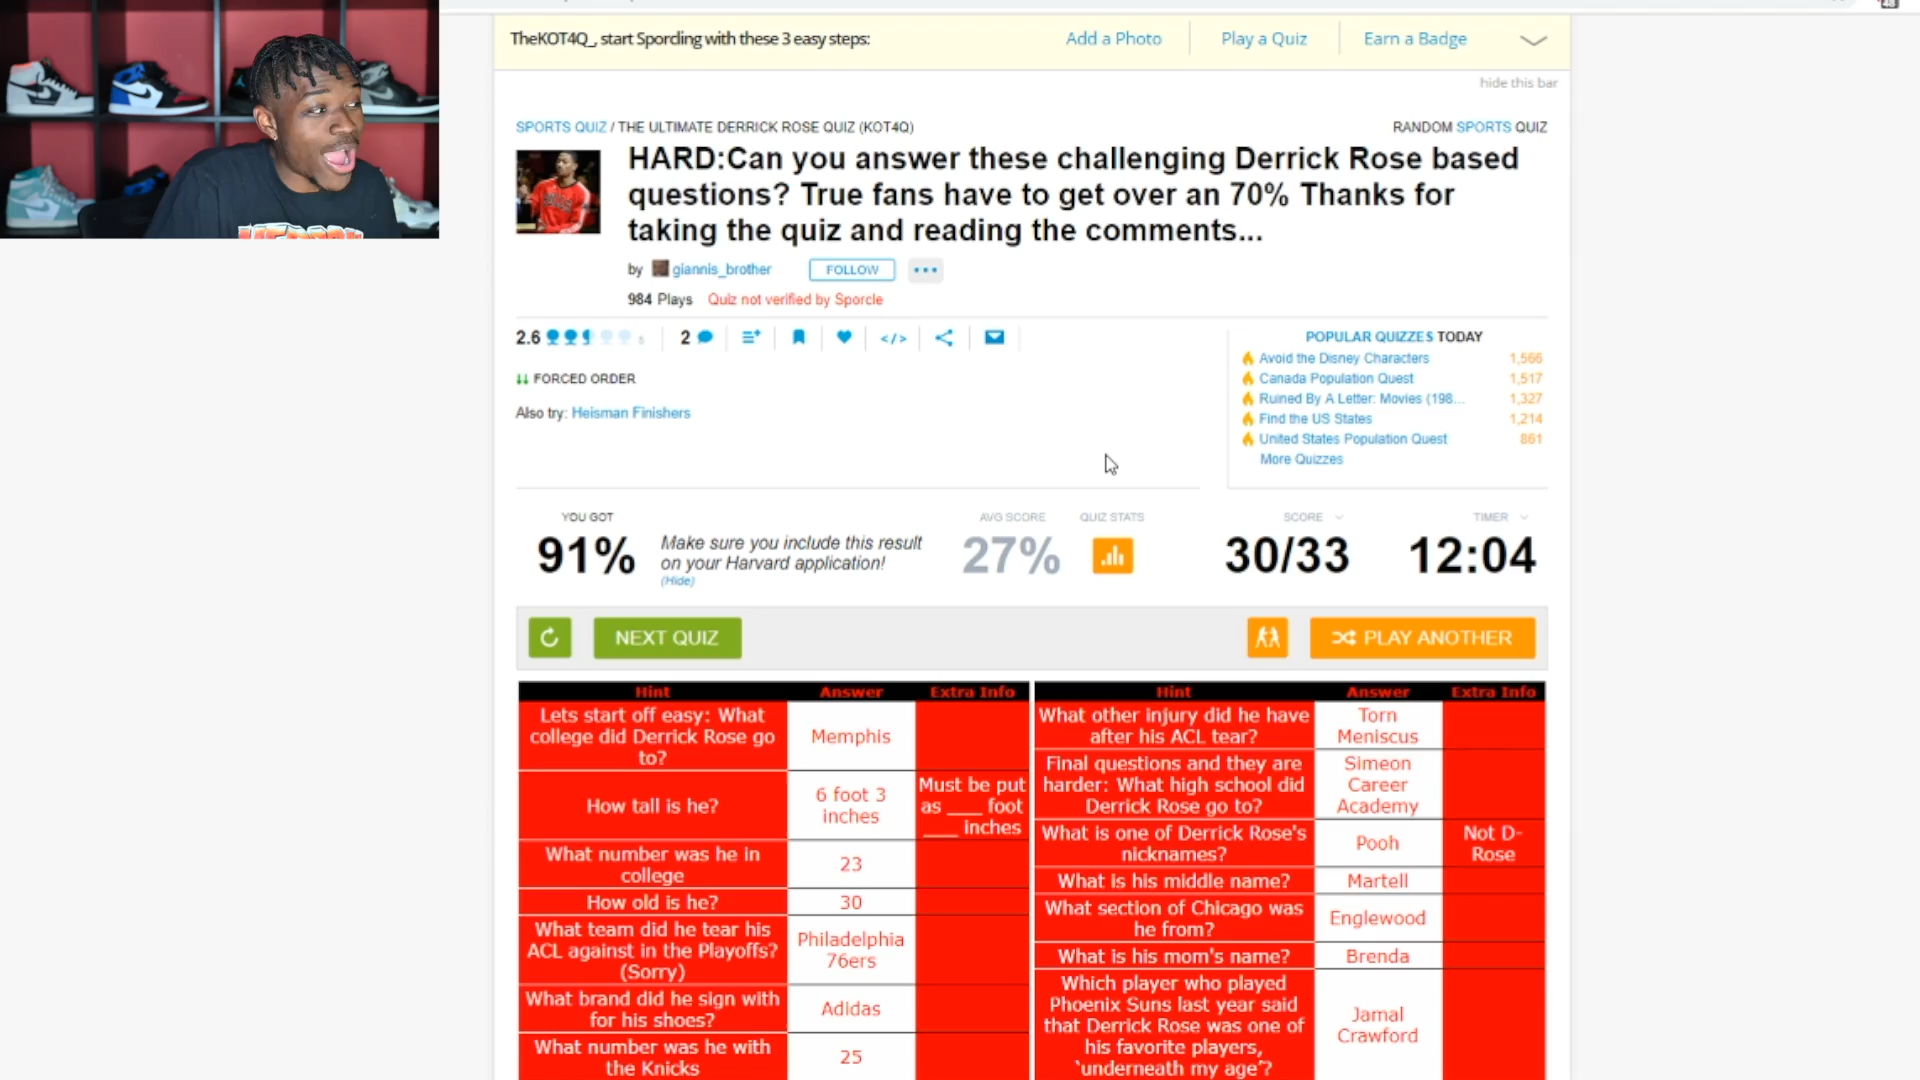 TheKOT4Q_, start Sporcling with these 3 easy steps:
Add a Photo
Play a Quiz
Earn a Badge
hide this bar
SPORTS QUIZ / THE ULTIMATE DERRICK ROSE QUIZ (KOT4Q)
RANDOM SPORTS QUIZ
HARD:Can you answer these challenging Derrick Rose based
questions? True fans have to get over an 70% Thanks for
taking the quiz and reading the comments...
by giannis_brother
FOLLOW
984 Plays Quiz not verified by Sporcle
2.6
2
FORCED ORDER
Also try: Heisman Finishers
POPULAR QUIZZES TODAY
Avoid the Disney Characters 1,566
Canada Population Quest 1,517
Ruined By A Letter: Movies (198... 1,327
Find the US States 1,214
United States Population Quest 861
More Quizzes
YOU GOT
91%
Make sure you include this result
on your Harvard application!
(Hide)
AVG SCORE
27%
QUIZ STATS
SCORE
30/33
TIMER
12:04
NEXT QUIZ
PLAY ANOTHER
Hint Answer Extra Info
Lets start off easy: What
college did Derrick Rose go
to?
Memphis
How tall is he?
6 foot 3
inches
Must be put
as ___ foot
___ inches
What number was he in
college
23
How old is he?
30
What team did he tear his
ACL against in the Playoffs?
(Sorry)
Philadelphia
76ers
What brand did he sign with
for his shoes?
Adidas
What number was he with
the Knicks
25
Hint Answer Extra Info
What other injury did he have
after his ACL tear?
Torn
Meniscus
Final questions and they are
harder: What high school did
Derrick Rose go to?
Simeon
Career
Academy
What is one of Derrick Rose's
nicknames?
Pooh
Not D-
Rose
What is his middle name?
Martell
What section of Chicago was
he from?
Englewood
What is his mom's name?
Brenda
Which player who played
Phoenix Suns last year said
that Derrick Rose was one of
his favorite players,
'underneath my age'?
Jamal
Crawford